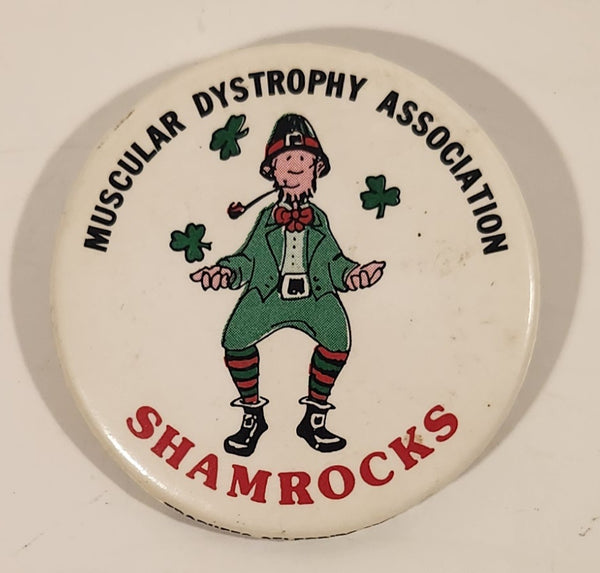 MUSCULAR DYSTROPHY ASSOCIATION
SHAMROCKS